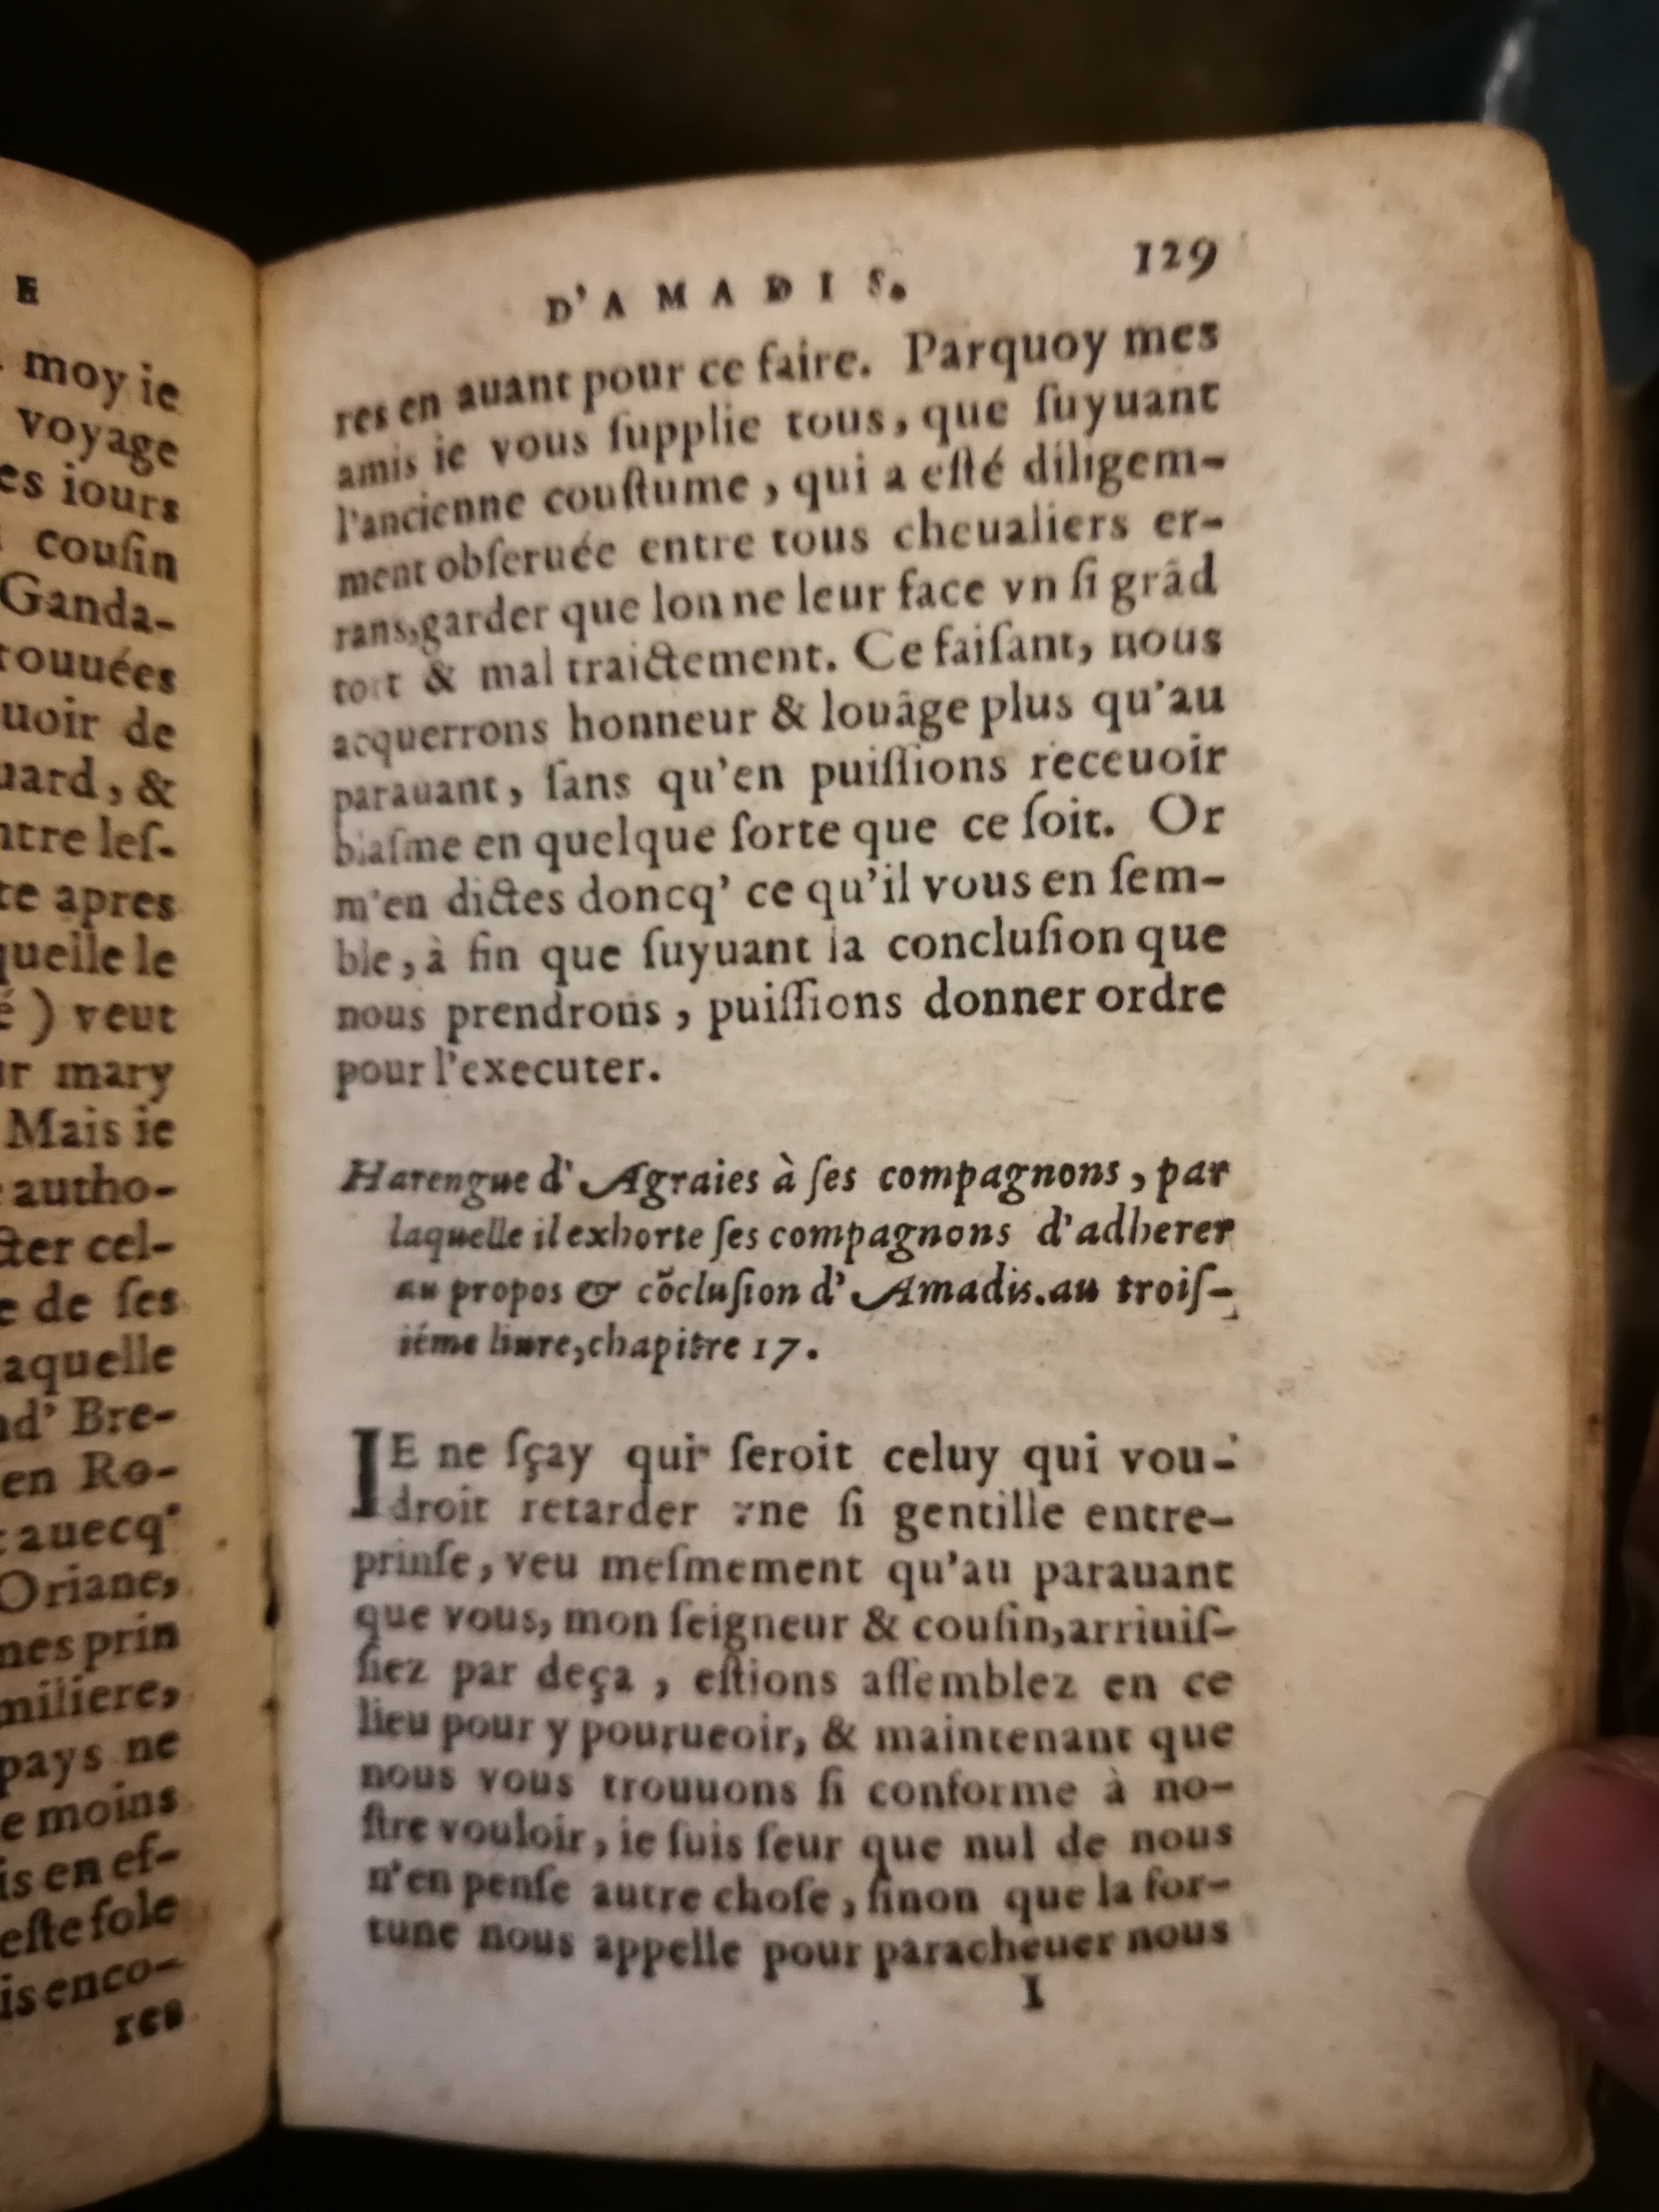 E
moy ie
voyage
es iours
cousin
Ganda-
rouuées
uoir de
uard, &
ntre lesſ-
te apres
quelle le
é) veut
ur mary
Mais ie
autho-
cter cel-
e de ſes
aquelle
nd' Bre-
en Ro-
auecq'
Oriane,
nes prin
miliere,
pays ne
e moins
is en ef-
eſte fole
is enco-
res
D'AMADIS.
129
res en auant pour ce faire. Parquoy mes
amis ie vous ſupplie tous, que ſuyuant
l'ancienne couſtume, qui a eſté diligem-
ment obſeruée entre tous cheualiers er-
rans, garder que lon ne leur face vn ſi grãd
tort & mal traictement. Ce faiſant, nous
acquerrons honneur & louãge plus qu'au
parauant, ſans qu'en puiſſions receuoir
blaſme en quelque ſorte que ce ſoit. Or
m'en dictes doncq' ce qu'il vous en ſem-
ble, à fin que ſuyuant la concluſion que
nous prendrons, puiſſions donner ordre
pour l'executer.
Harengue d'Agraies à ſes compagnons, par
laquelle il exhorte ſes compagnons d'adherer
au propos & cõcluſion d'Amadis. au troiſ-
iéme liure, chapitre 17.
IE ne ſçay qui ſeroit celuy qui vou-
droit retarder vne ſi gentille entre-
prinſe, veu meſmement qu'au parauant
que vous, mon ſeigneur & couſin, arriuiſ-
ſiez par deça, eſtions aſſemblez en ce
lieu pour y pourueoir, & maintenant que
nous vous trouuons ſi conforme à no-
ſtre vouloir, ie ſuis ſeur que nul de nous
n'en penſe autre choſe, ſinon que la for-
tune nous appelle pour paracheuer nous
I